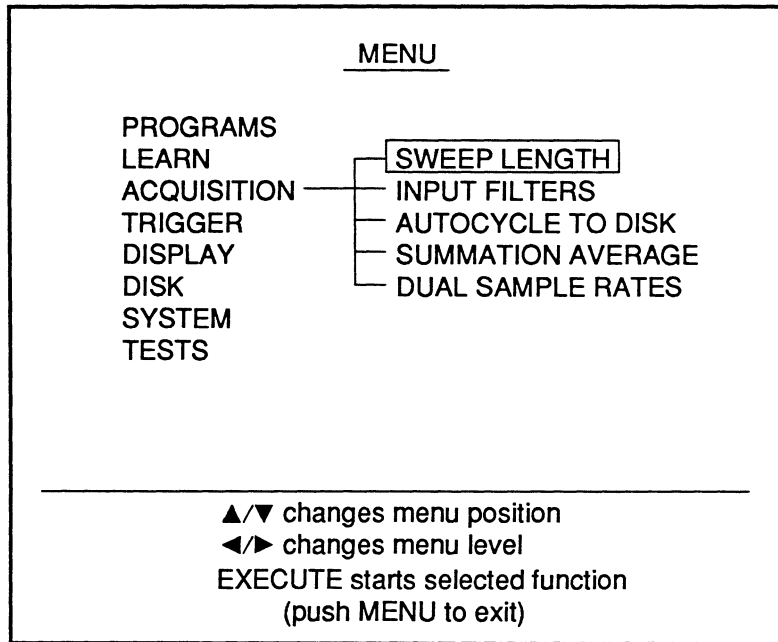 MENU
PROGRAMS
LEARN
SWEEP LENGTH
ACQUISITION
INPUT FILTERS
TRIGGER
AUTOCYCLE TO DISK
DISPLAY
SUMMATION AVERAGE
DISK
DUAL SAMPLE RATES
SYSTEM
TESTS
▲/▼ changes menu position
◄/► changes menu level
EXECUTE starts selected function
(push MENU to exit)